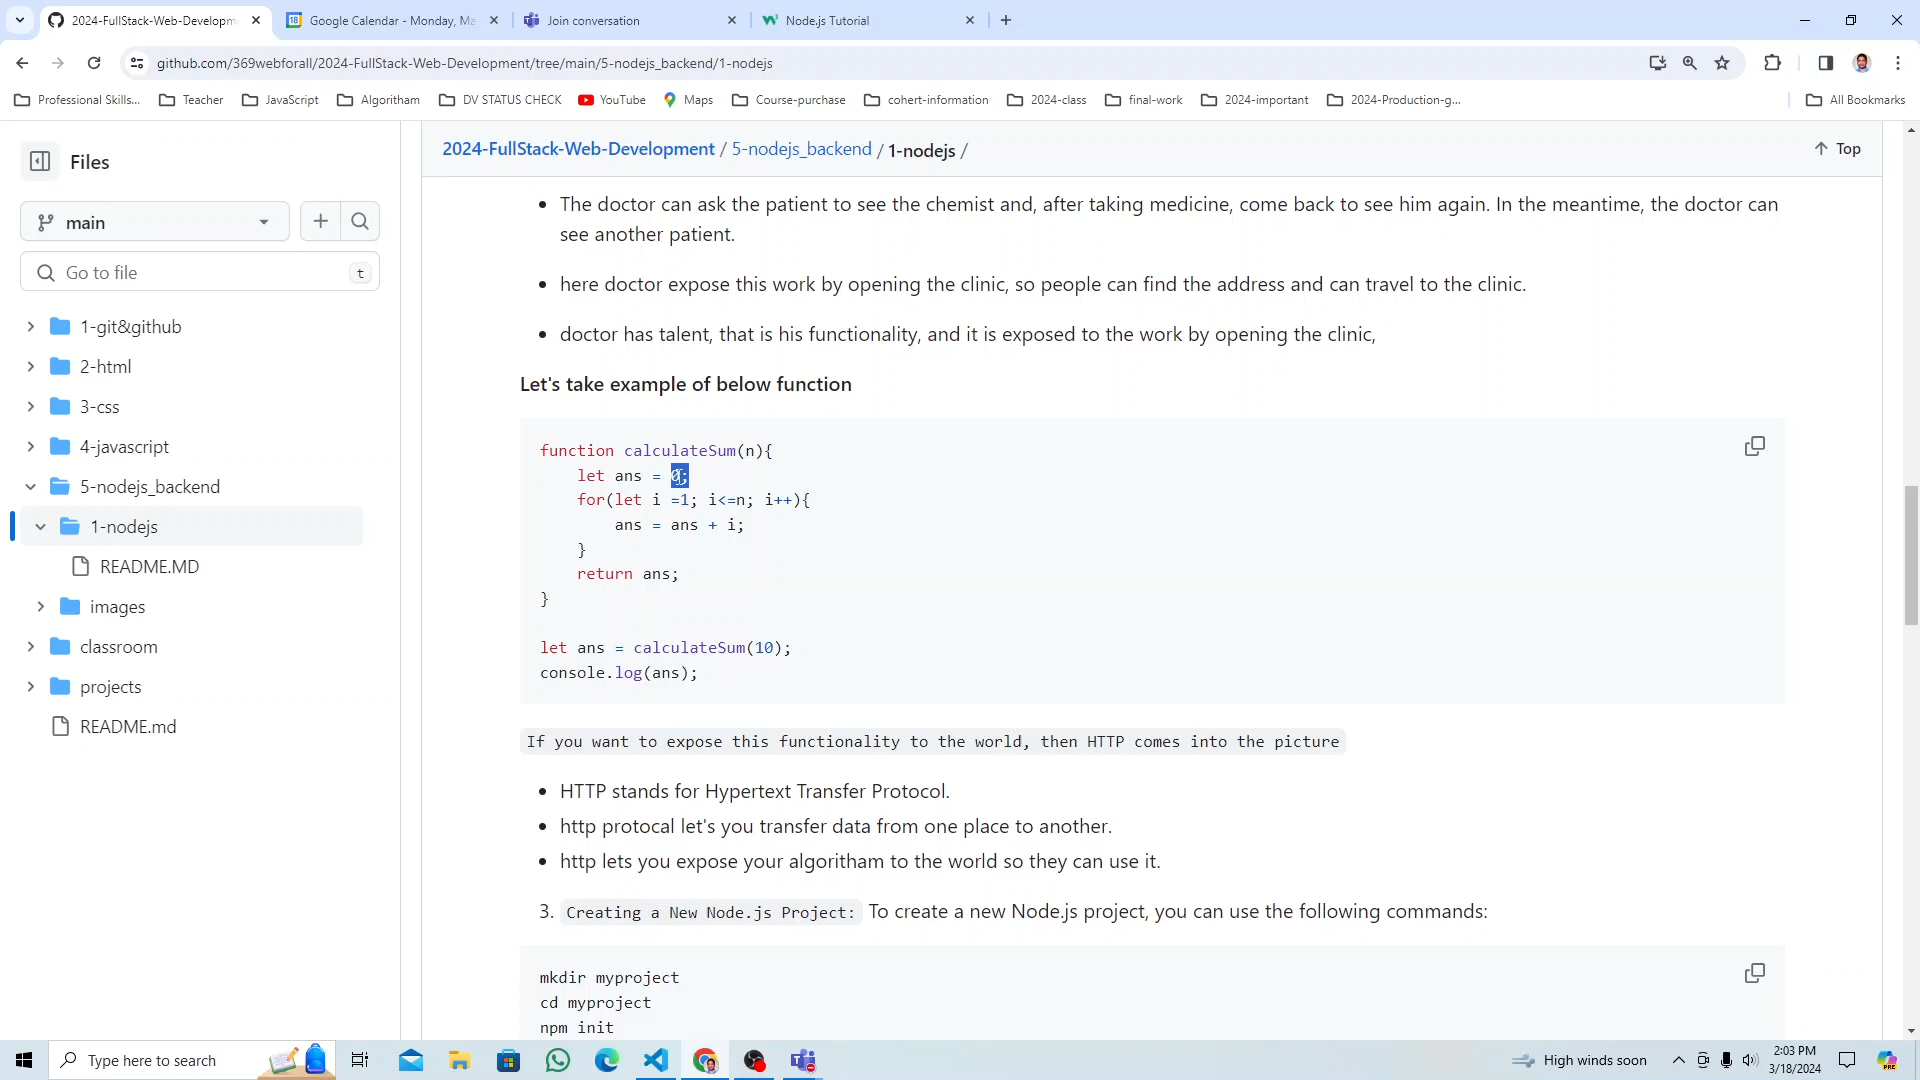 2024-FullStack-Web-Developm
Google Calendar - Monday, Ma
Join conversation
Node.js Tutorial
github.com/369webforall/2024-FullStack-Web-Development/tree/main/5-nodejs_backend/1-nodejs
Professional Skills...
Teacher
JavaScript
Algoritham
DV STATUS CHECK
YouTube
Maps
Course-purchase
cohert-information
2024-class
final-work
2024-important
2024-Production-g...
All Bookmarks
Files
main
Go to file
t
1-git&github
2-html
3-css
4-javascript
5-nodejs_backend
1-nodejs
README.MD
images
classroom
projects
README.md
2024-FullStack-Web-Development / 5-nodejs_backend / 1-nodejs /
Top
The doctor can ask the patient to see the chemist and, after taking medicine, come back to see him again. In the meantime, the doctor can
see another patient.
here doctor expose this work by opening the clinic, so people can find the address and can travel to the clinic.
doctor has talent, that is his functionality, and it is exposed to the work by opening the clinic,
Let's take example of below function
function calculateSum(n){
let ans = 0;
for(let i =1; i<=n; i++){
ans = ans + i;
}
return ans;
}
let ans = calculateSum(10);
console.log(ans);
If you want to expose this functionality to the world, then HTTP comes into the picture
HTTP stands for Hypertext Transfer Protocol.
http protocal let's you transfer data from one place to another.
http lets you expose your algoritham to the world so they can use it.
3. Creating a New Node.js Project: To create a new Node.js project, you can use the following commands:
mkdir myproject
cd myproject
npm init
Type here to search
High winds soon
2:03 PM
3/18/2024